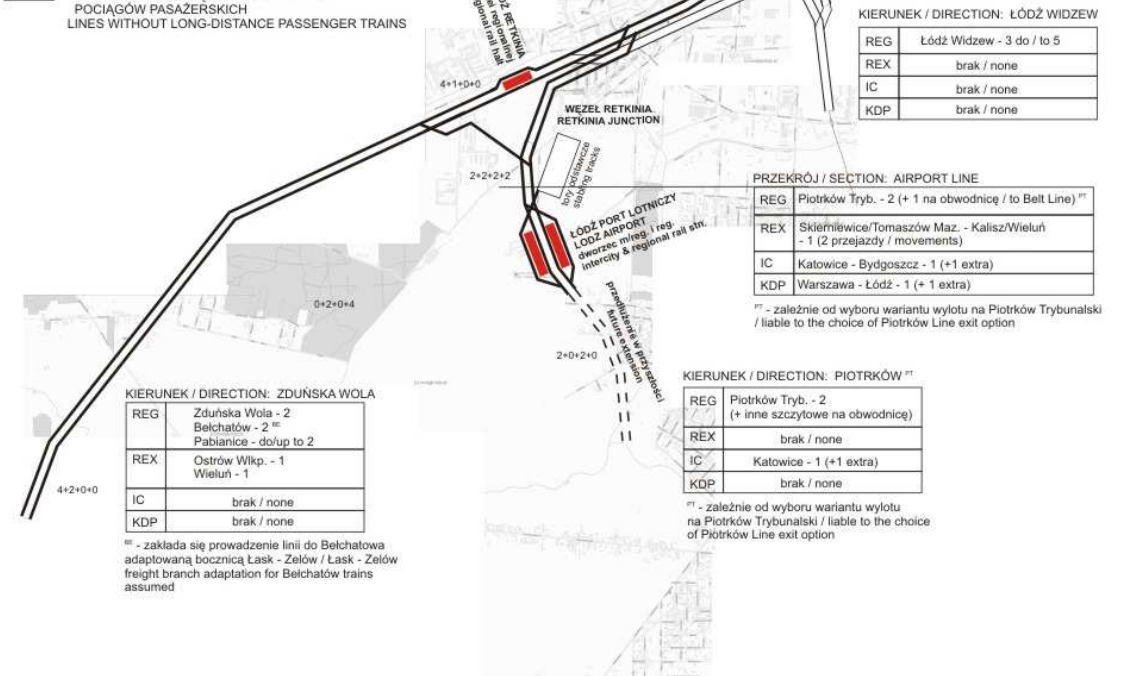 POCIĄGÓW PASAŻERSKICH
LINES WITHOUT LONG-DISTANCE PASSENGER TRAINS
RETKINIA
regionalnej
regional rail halt
4+1+0+0
WĘZEŁ RETKINIA
RETKINIA JUNCTION
tory odstawcze
stabling tracks
2+2+2+2
ŁÓDŹ PORT LOTNICZY
LODZ AIRPORT
dworzec m/reg. i reg.
intercity & regional rail stn.
0+2+0+4
przedłużenie w przyszłości
future extension
2+0+2+0
4+2+0+0
KIERUNEK / DIRECTION: ŁÓDŹ WIDZEW
REG Łódź Widzew - 3 do / to 5
REX brak / none
IC brak / none
KDP brak / none
PRZEKRÓJ / SECTION: AIRPORT LINE
REG Piotrków Tryb. - 2 (+ 1 na obwodnicę / to Belt Line) PT
REX Skierniewice/Tomaszów Maz. - Kalisz/Wieluń
- 1 (2 przejazdy / movements)
IC Katowice - Bydgoszcz - 1 (+1 extra)
KDP Warszawa - Łódź - 1 (+ 1 extra)
PT - zależnie od wyboru wariantu wylotu na Piotrków Trybunalski
/ liable to the choice of Piotrków Line exit option
KIERUNEK / DIRECTION: PIOTRKÓW PT
REG Piotrków Tryb. - 2
(+ inne szczytowe na obwodnicę)
REX brak / none
IC Katowice - 1 (+1 extra)
KDP brak / none
PT - zależnie od wyboru wariantu wylotu
na Piotrków Trybunalski / liable to the choice
of Piotrków Line exit option
KIERUNEK / DIRECTION: ZDUŃSKA WOLA
REG Zduńska Wola - 2
Bełchatów - 2 BE
Pabianice - do/up to 2
REX Ostrów Wlkp. - 1
Wieluń - 1
IC brak / none
KDP brak / none
BE - zakłada się prowadzenie linii do Bełchatowa
adaptowaną bocznicą Łask - Zelów / Łask - Zelów
freight branch adaptation for Bełchatów trains
assumed